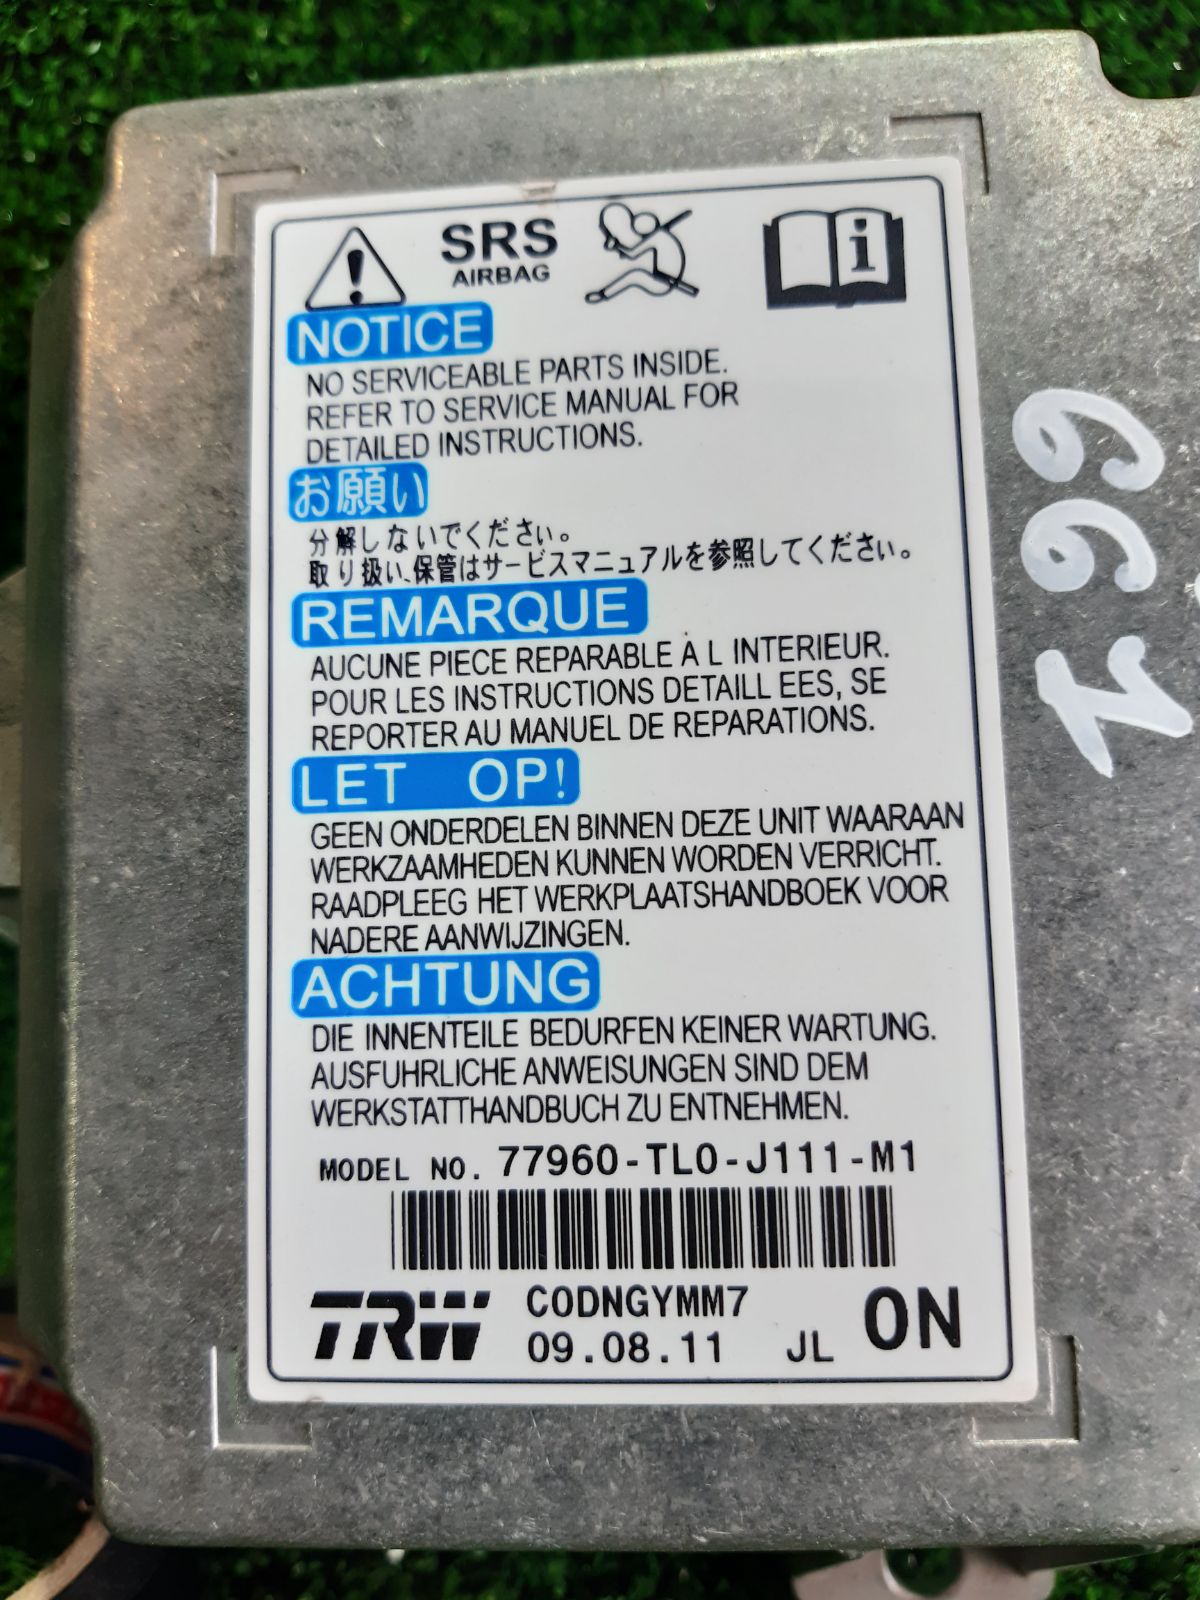 SRS
AIRBAG
i
NOTICE
NO SERVICEABLE PARTS INSIDE.
REFER TO SERVICE MANUAL FOR
DETAILED INSTRUCTIONS.
お願い
分解しないでください。
取り扱い、保管はサービスマニュアルを参照してください。
REMARQUE
AUCUNE PIECE REPARABLE À L INTERIEUR.
POUR LES INSTRUCTIONS DETAILL EES, SE
REPORTER AU MANUEL DE REPARATIONS.
LET OP!
GEEN ONDERDELEN BINNEN DEZE UNIT WAARAAN
WERKZAAMHEDEN KUNNEN WORDEN VERRICHT.
RAADPLEEG HET WERKPLAATSHANDBOEK VOOR
NADERE AANWIJZINGEN.
ACHTUNG
DIE INNENTEILE BEDURFEN KEINER WARTUNG.
AUSFUHRLICHE ANWEISUNGEN SIND DEM
WERKSTATTHANDBUCH ZU ENTNEHMEN.
MODEL NO. 77960-TL0-J111-M1
TRW
C0DNGYMM7
09.08.11 JL ON
661